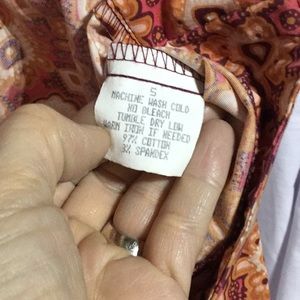 S
MACHINE WASH COLD
NO BLEACH
TUMBLE DRY LOW
WARM IRON IF NEEDED
97% COTTON
3% SPANDEX